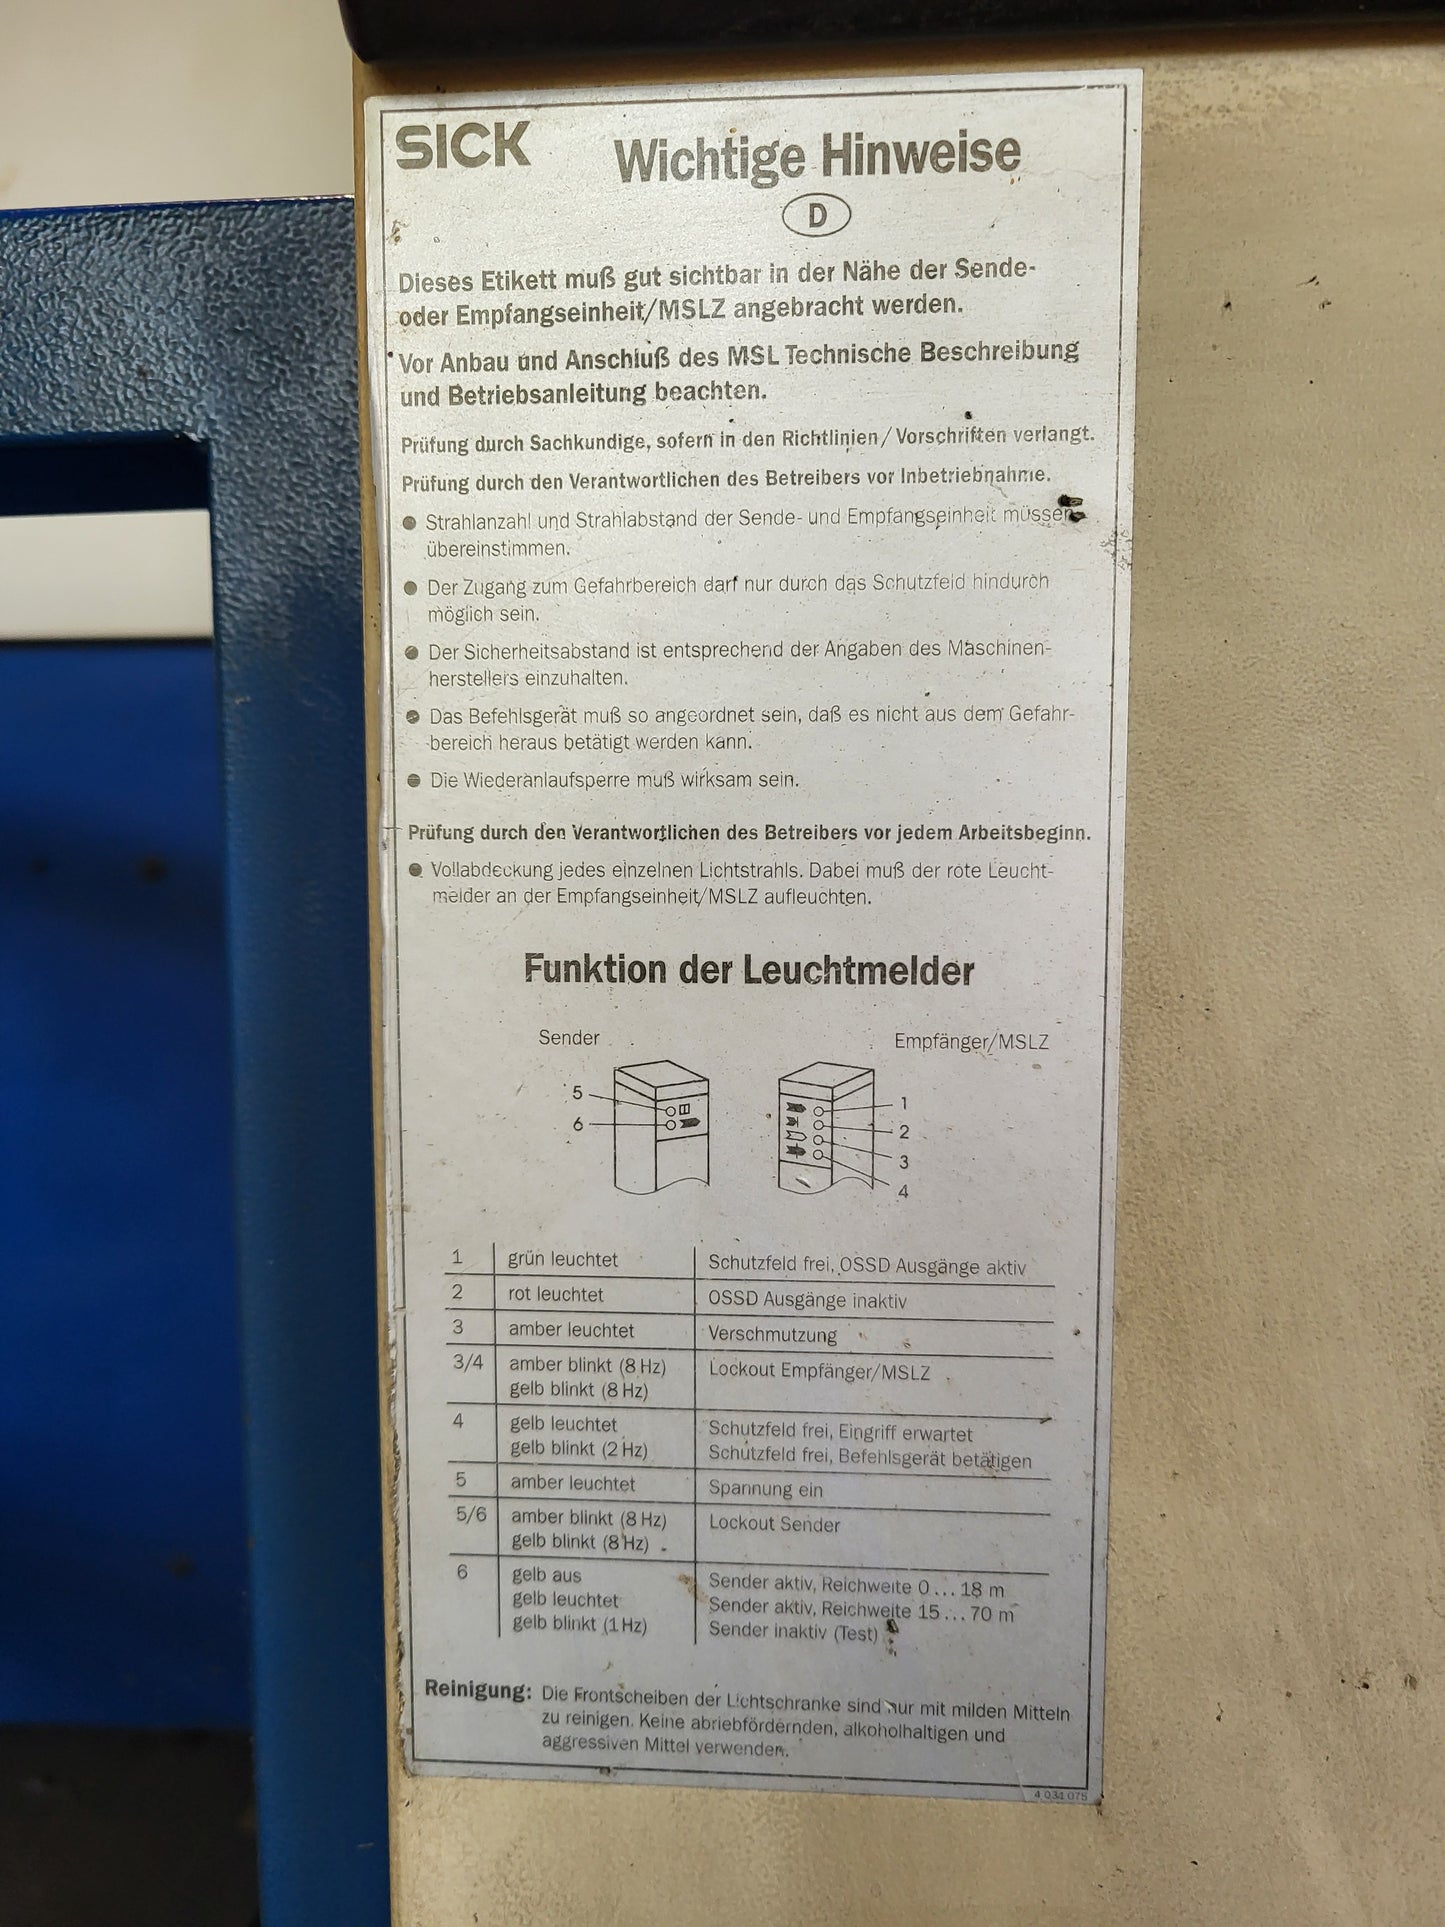 SICK
Wichtige Hinweise
D
Dieses Etikett muß gut sichtbar in der Nähe der Sende-
oder Empfangseinheit/MSLZ angebracht werden.
Vor Anbau und Anschluß des MSL Technische Beschreibung
und Betriebsanleitung beachten.
Prüfung durch Sachkundige, sofern in den Richtlinien/Vorschriften verlangt.
Prüfung durch den Verantwortlichen des Betreibers vor Inbetriebnahme.
● Strahlanzahl und Strahlabstand der Sende- und Empfangseinheit müssen
übereinstimmen.
● Der Zugang zum Gefahrbereich darf nur durch das Schutzfeld hindurch
möglich sein.
● Der Sicherheitsabstand ist entsprechend der Angaben des Maschinen-
herstellers einzuhalten.
● Das Befehlsgerät muß so angeordnet sein, daß es nicht aus dem Gefahr-
bereich heraus betätigt werden kann.
● Die Wiederanlaufsperre muß wirksam sein.
Prüfung durch den Verantwortlichen des Betreibers vor jedem Arbeitsbeginn.
● Vollabdeckung jedes einzelnen Lichtstrahls. Dabei muß der rote Leucht-
melder an der Empfangseinheit/MSLZ aufleuchten.
Funktion der Leuchtmelder
Sender
Empfänger/MSLZ
5
6
1
2
3
4
1 grün leuchtet Schutzfeld frei, OSSD Ausgänge aktiv
2 rot leuchtet OSSD Ausgänge inaktiv
3 amber leuchtet Verschmutzung
3/4 amber blinkt (8 Hz) Lockout Empfänger/MSLZ
gelb blinkt (8 Hz)
4 gelb leuchtet Schutzfeld frei, Eingriff erwartet
gelb blinkt (2 Hz) Schutzfeld frei, Befehlsgerät betätigen
5 amber leuchtet Spannung ein
5/6 amber blinkt (8 Hz) Lockout Sender
gelb blinkt (8 Hz)
6 gelb aus Sender aktiv, Reichweite 0...18 m
gelb leuchtet Sender aktiv, Reichweite 15...70 m
gelb blinkt (1 Hz) Sender inaktiv (Test)
Reinigung: Die Frontscheiben der Lichtschranke sind nur mit milden Mitteln
zu reinigen. Keine abriebfördernden, alkoholhaltigen und
aggressiven Mittel verwenden.
4 034 075